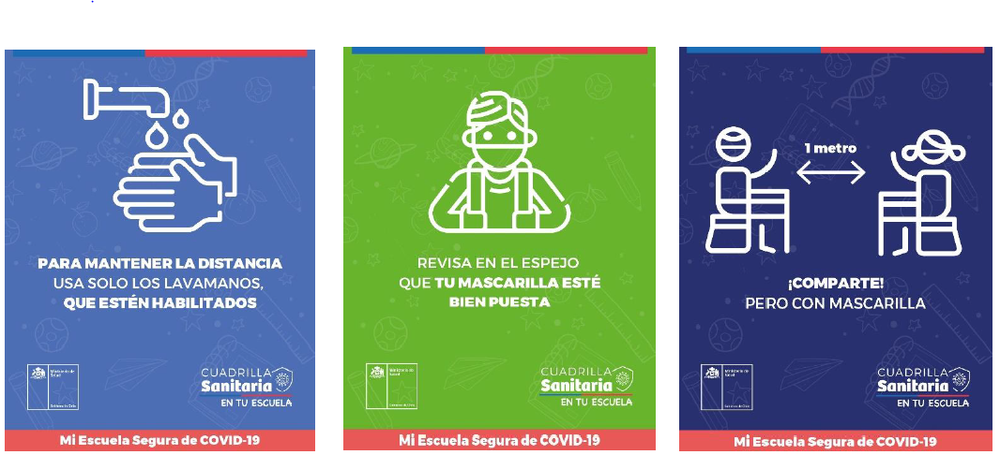 PARA MANTENER LA DISTANCIA
USA SOLO LOS LAVAMANOS,
QUE ESTÉN HABILITADOS
Ministerio de
Salud
Gobierno de Chile
CUADRILLA
Sanitaria
EN TU ESCUELA
Mi Escuela Segura de COVID-19
REVISA EN EL ESPEJO
QUE TU MASCARILLA ESTÉ
BIEN PUESTA
Ministerio de
Salud
Gobierno de Chile
CUADRILLA
Sanitaria
EN TU ESCUELA
Mi Escuela Segura de COVID-19
1 metro
¡COMPARTE!
PERO CON MASCARILLA
Ministerio de
Salud
Gobierno de Chile
CUADRILLA
Sanitaria
EN TU ESCUELA
Mi Escuela Segura de COVID-19